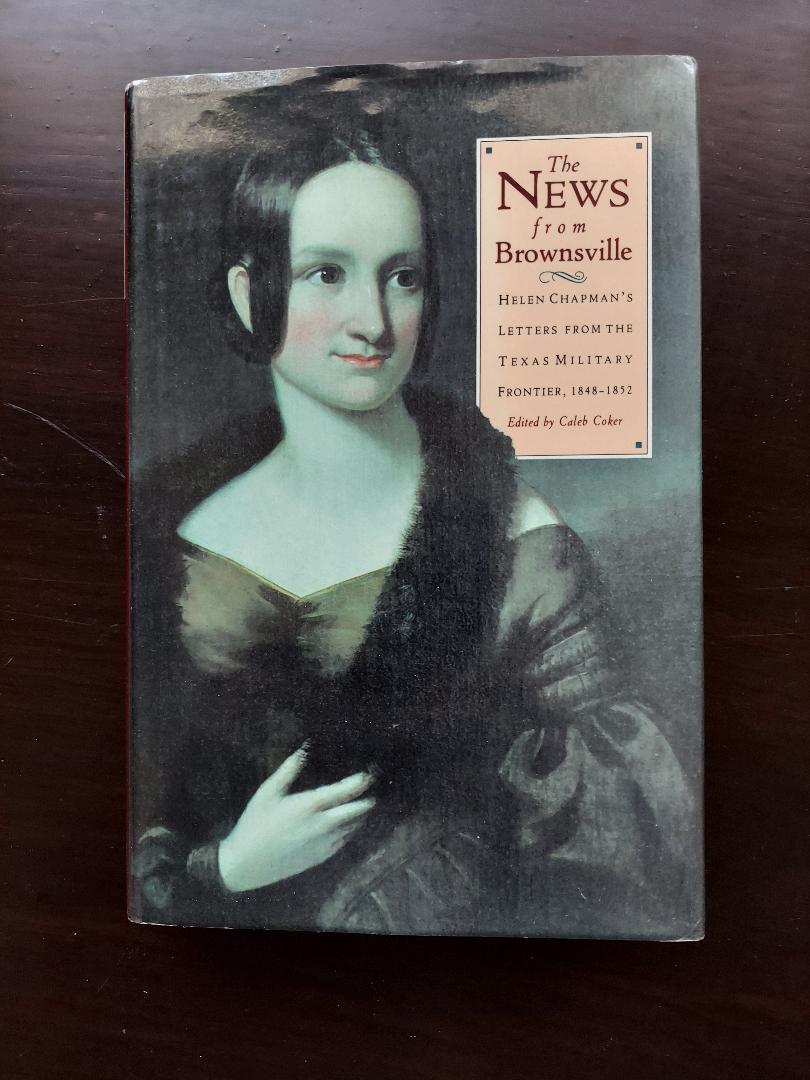 The
NEWS
from
Brownsville
HELEN CHAPMAN'S
LETTERS FROM THE
TEXAS MILITARY
FRONTIER, 1848–1852
Edited by Caleb Coker